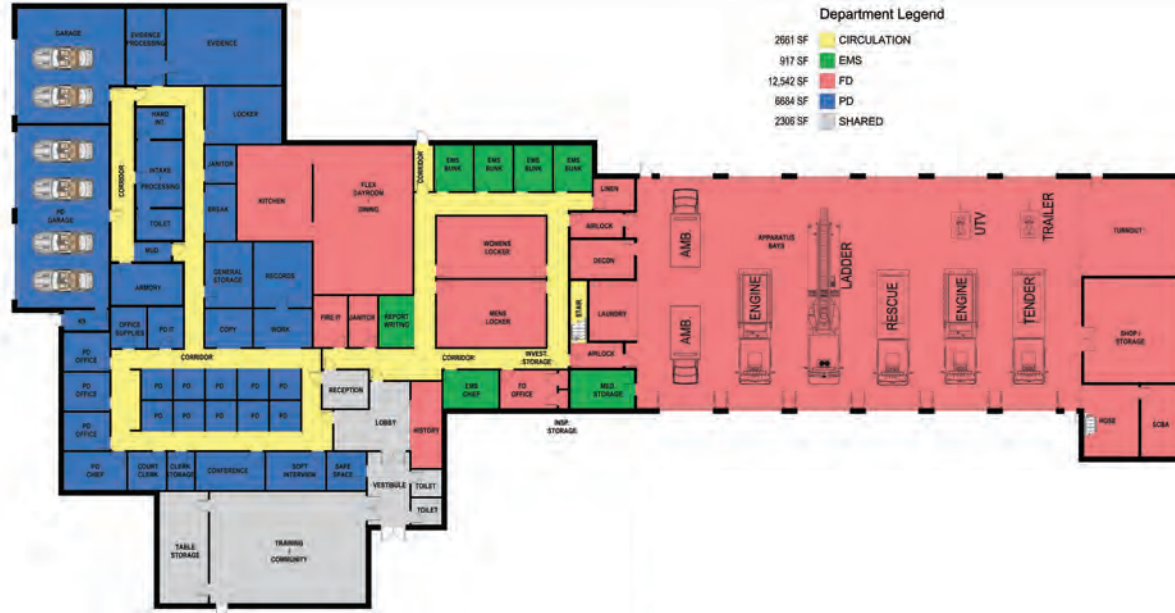 Department Legend
2661 SF CIRCULATION
917 SF EMS
12,542 SF FD
6684 SF PD
2306 SF SHARED
GARAGE
EVIDENCE
PROCESSING
EVIDENCE
HAND
INT.
LOCKER
CORRIDOR
INTAKE
PROCESSING
JANITOR
BREAK
TOILET
PD
GARAGE
MUD
ARMORY
GENERAL
STORAGE
RECORDS
K9
OFFICE
SUPPLIES
PD IT
COPY
WORK
KITCHEN
FLEX
DAYROOM
/
DINING
CORRIDOR
EMS
BUNK
EMS
BUNK
EMS
BUNK
EMS
BUNK
LINEN
AIRLOCK
DECON
WOMENS
LOCKER
MENS
LOCKER
STAIR
LAUNDRY
AIRLOCK
FIRE IT
JANITOR
REPORT
WRITING
CORRIDOR
CORRIDOR
INVEST.
STORAGE
PD
OFFICE
PD
OFFICE
PD
OFFICE
PD
PD
PD
PD
PD
PD
PD
PD
PD
PD
RECEPTION
LOBBY
HISTORY
EMS
CHIEF
FD
OFFICE
MED.
STORAGE
INSP.
STORAGE
PD
CHIEF
COURT
CLERK
CLERK
STORAGE
CONFERENCE
SOFT
INTERVIEW
SAFE
SPACE
VESTIBULE
TOILET
TOILET
TABLE
STORAGE
TRAINING
/
COMMUNITY
AMB.
AMB.
APPARATUS
BAYS
ENGINE
LADDER
RESCUE
ENGINE
TENDER
UTV
TRAILER
TURNOUT
SHOP /
STORAGE
HOSE
SCBA